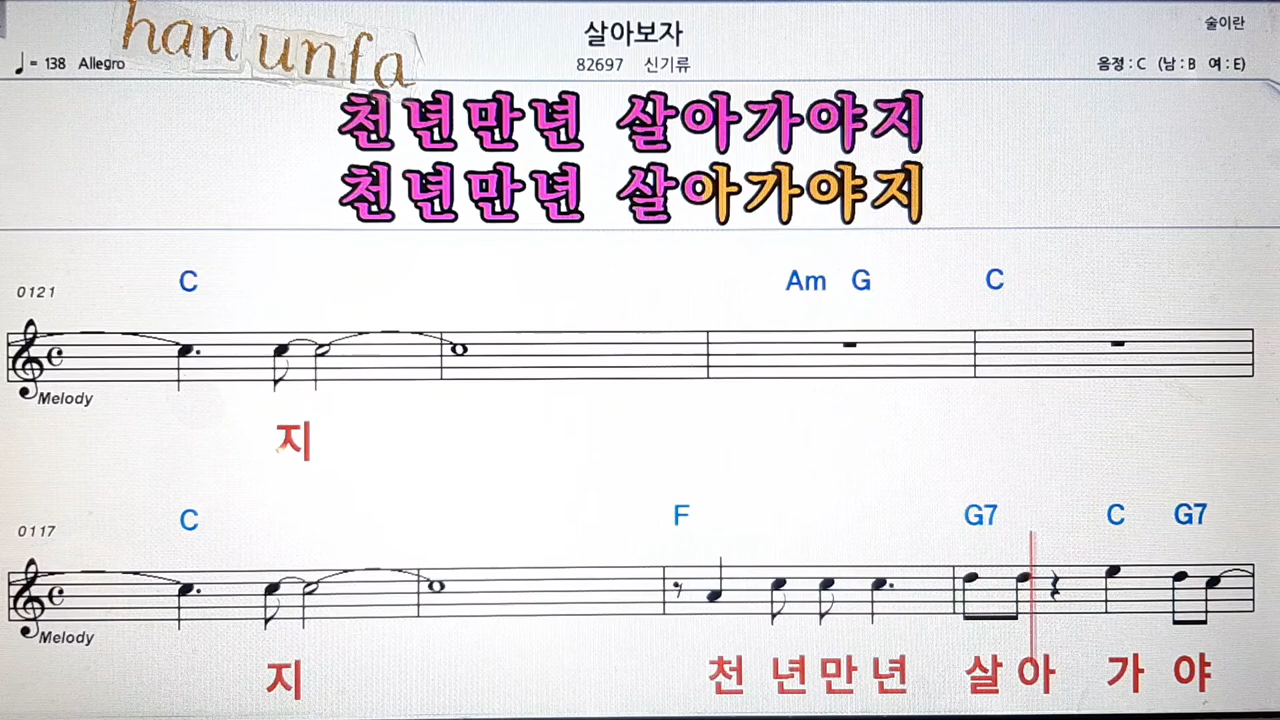 han unfa
살아보자
술이란
♩= 138 Allegro
82697 신기류
음정 : C (남 : B 여 : E)
천년만년 살아가야지
천년만년 살아가야지
C Am G C
0121
Melody
지
C F G7 C G7
0117
Melody
지 천 년 만 년 살 아 가 야